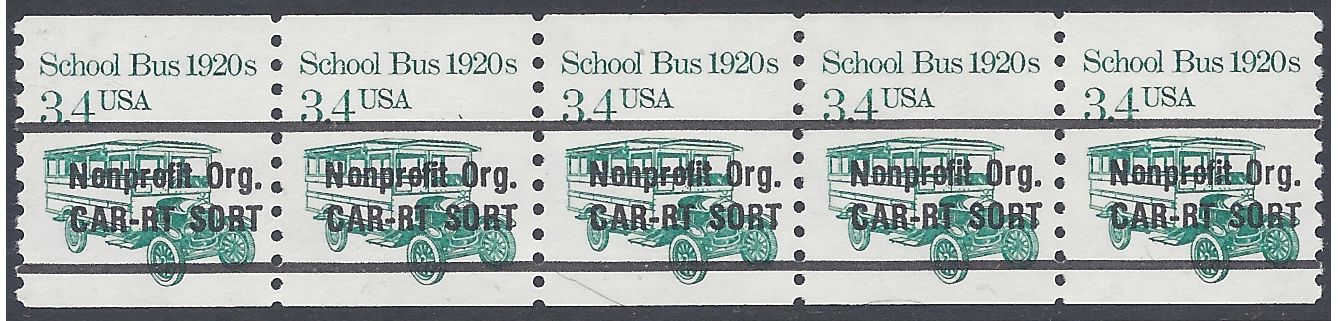 School Bus 1920s School Bus 1920s School Bus 1920s School Bus 1920s School Bus 1920s
3.4 USA 3.4 USA 3.4 USA 3.4 USA 3.4 USA
Nonprofit Org. Nonprofit Org. Nonprofit Org. Nonprofit Org. Nonprofit Org.
CAR-RT SORT CAR-RT SORT CAR-RT SORT CAR-RT SORT CAR-RT SORT